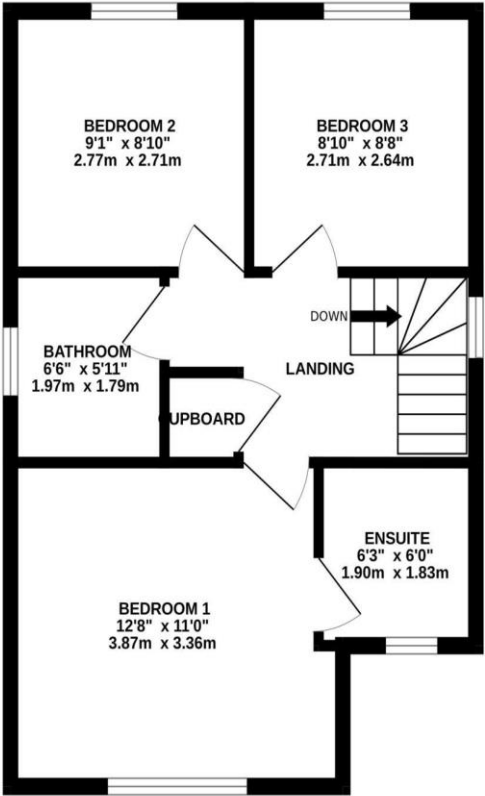 BEDROOM 2
9'1" x 8'10"
2.77m x 2.71m
BEDROOM 3
8'10" x 8'8"
2.71m x 2.64m
DOWN
BATHROOM
6'6" x 5'11"
1.97m x 1.79m
LANDING
CUPBOARD
ENSUITE
6'3" x 6'0"
1.90m x 1.83m
BEDROOM 1
12'8" x 11'0"
3.87m x 3.36m